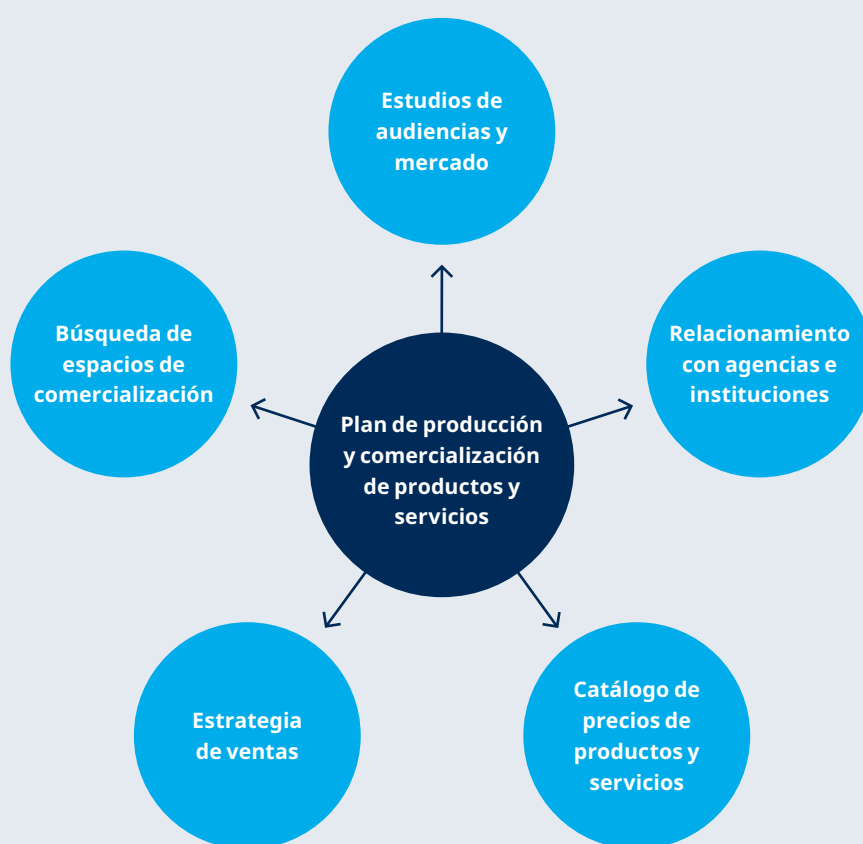 Estudios de
audiencias y
mercado
Búsqueda de
espacios de
comercialización
Relacionamiento
con agencias e
instituciones
Plan de producción
y comercialización
de productos y
servicios
Estrategia
de ventas
Catálogo de
precios de
productos y
servicios